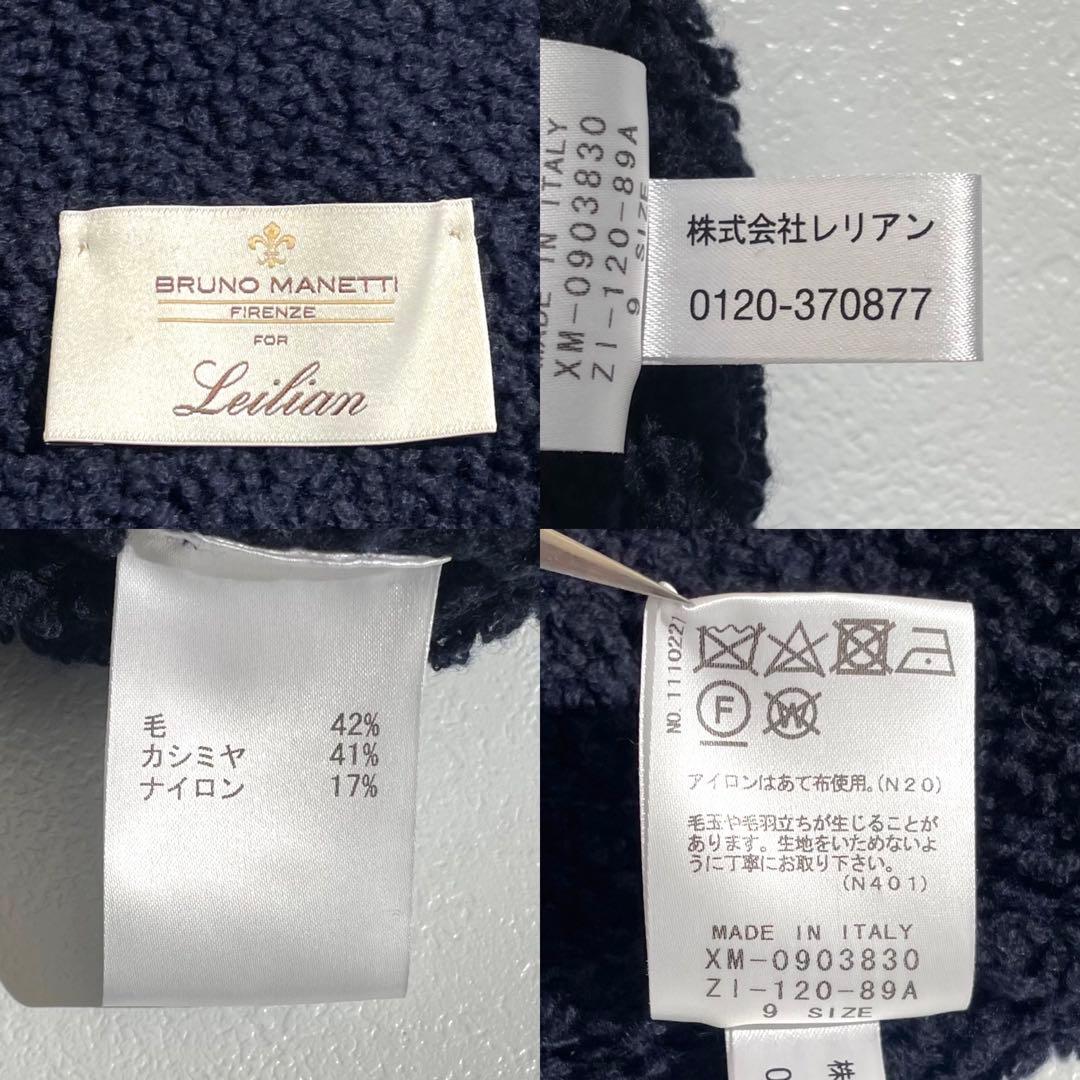 BRUNO MANETTI
FIRENZE
FOR
Leilian
MADE IN ITALY
XM-0903830
ZI-120-89A
9 SIZE
株式会社レリアン
0120-370877
毛 42%
カシミヤ 41%
ナイロン 17%
NO.1110221
F
W
アイロンはあて布使用。(N20)
毛玉や毛羽立ちが生じることが
あります。生地をいためないよ
うに丁寧にお取り下さい。
(N401)
MADE IN ITALY
XM-0903830
ZI-120-89A
9 SIZE
株
0